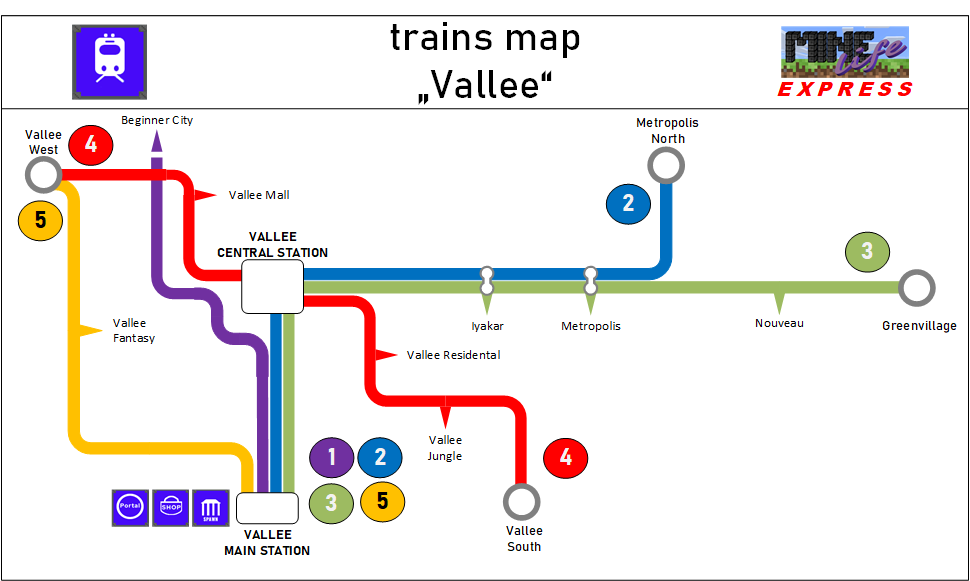 trains map
„Vallee“
MINE
Life
EXPRESS
Beginner City
Vallee
West
4
5
Vallee Mall
VALLEE
CENTRAL STATION
Metropolis
North
2
3
Iyakar
Metropolis
Nouveau
Greenvillage
Vallee
Fantasy
Vallee Residental
Vallee
Jungle
4
1
2
3
5
Portal
SHOP
SPAWN
VALLEE
MAIN STATION
Vallee
South